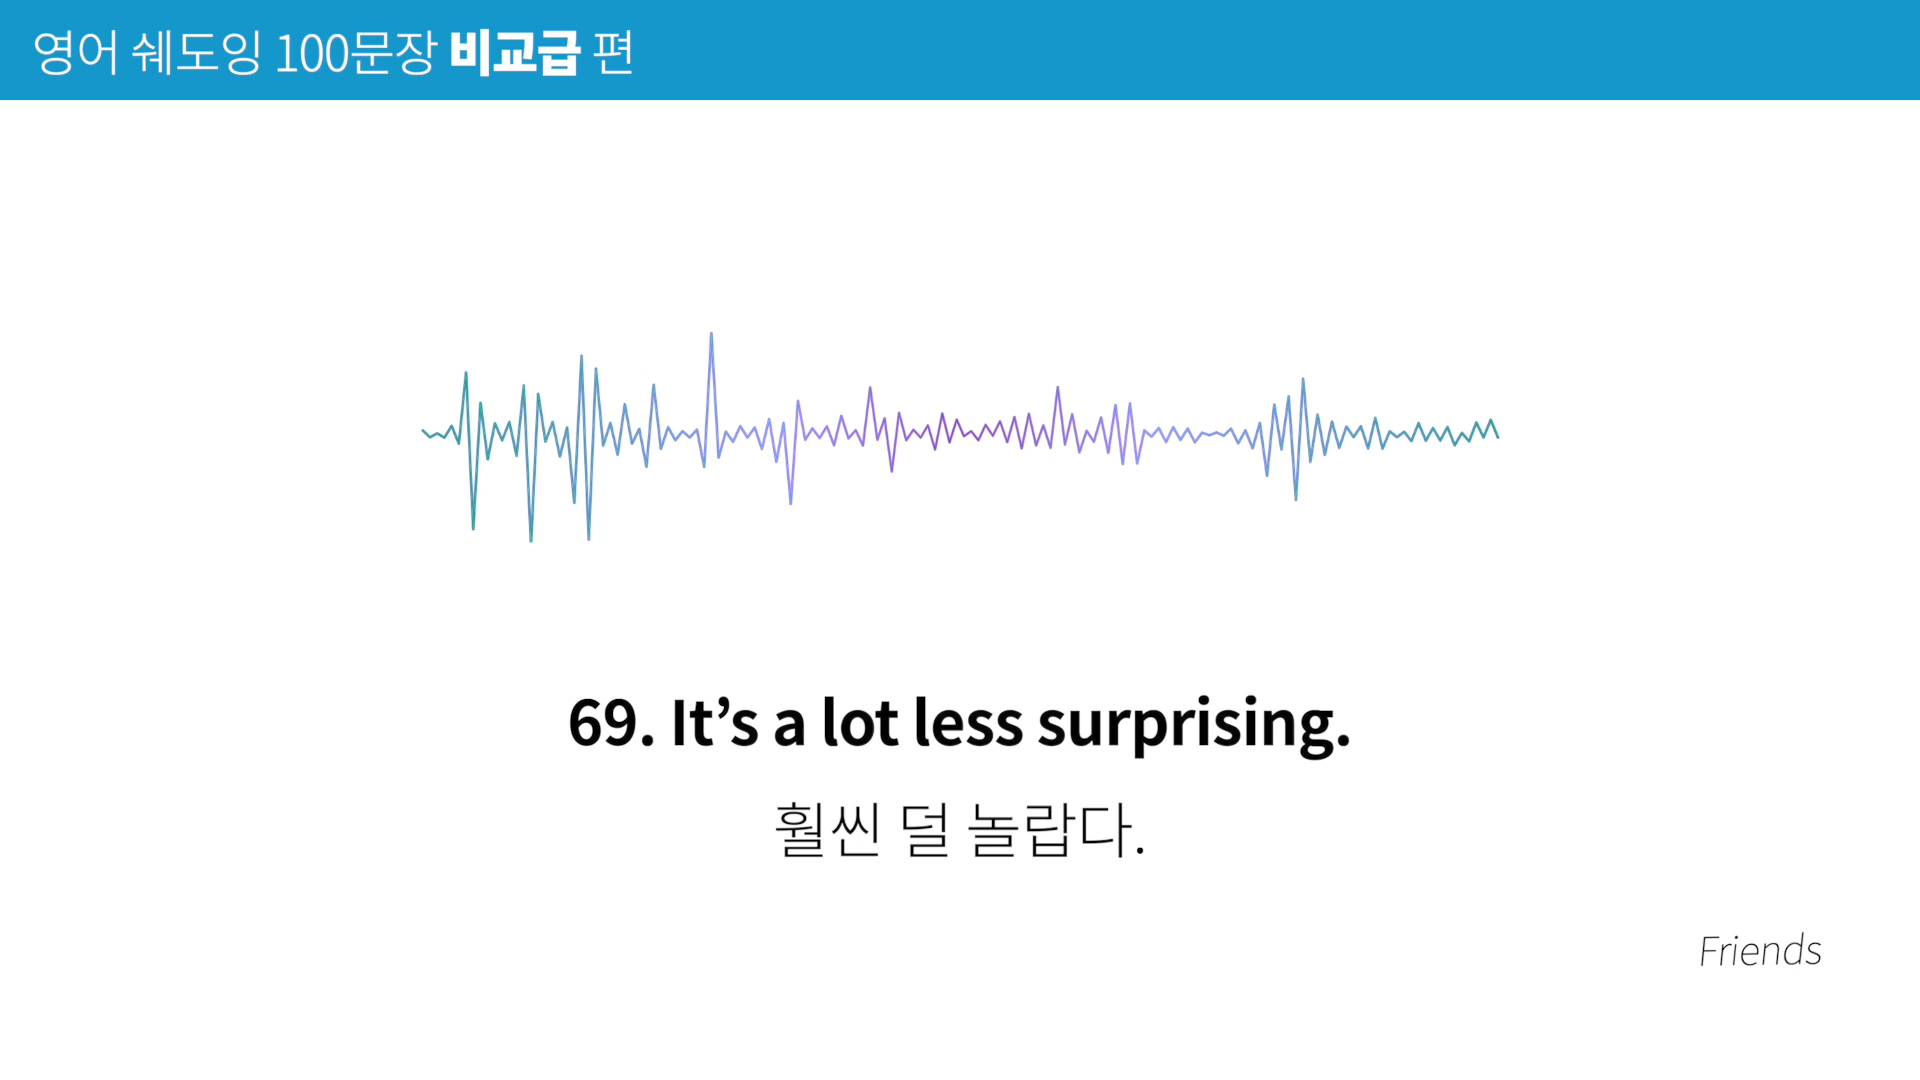 영어 쉐도잉 100문장 비교급 편
69. It’s a lot less surprising.
훨씬 덜 놀랍다.
Friends